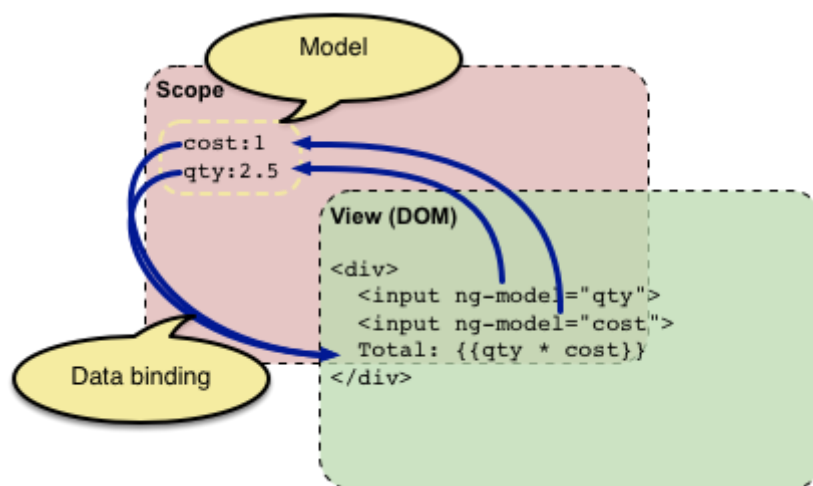 Model
Scope
cost:1
qty:2.5
View (DOM)
<div>
<input ng-model="qty">
<input ng-model="cost">
Total: {{qty * cost}}
</div>
Data binding